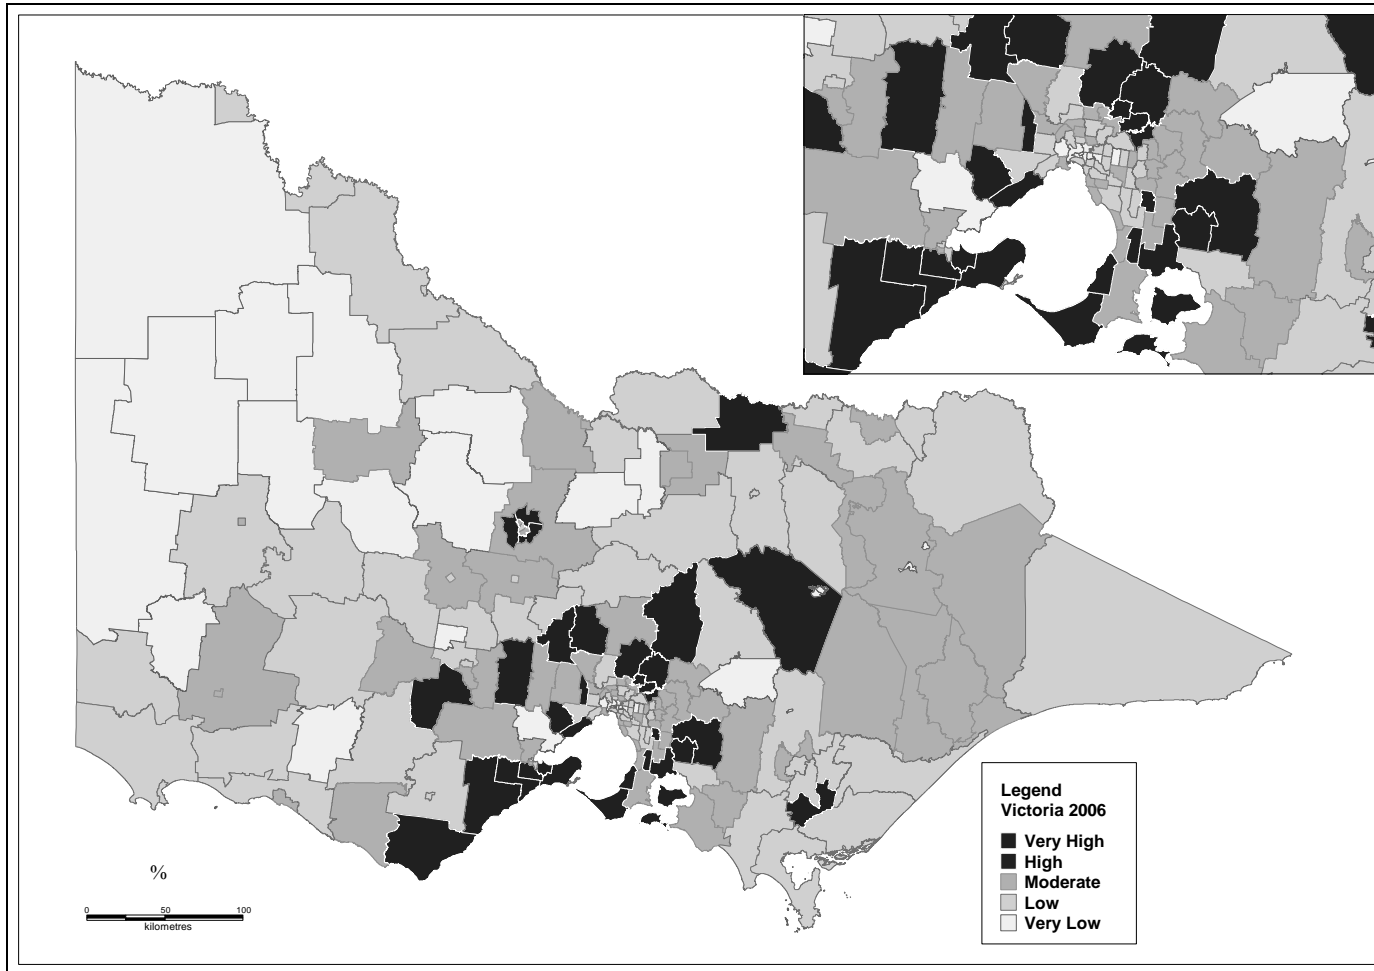 Legend
Victoria 2006
Very High
High
Moderate
Low
Very Low
%
0 50 100
kilometres